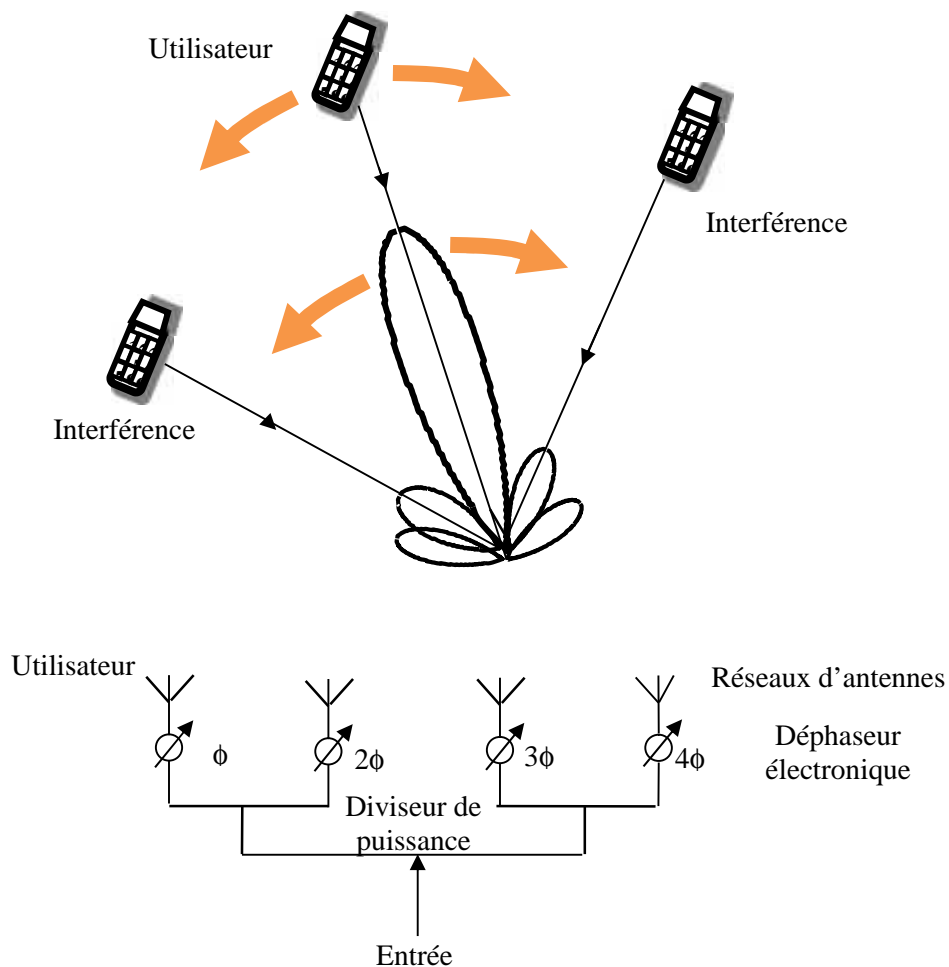 Utilisateur
Interférence
Interférence
Utilisateur
Réseaux d’antennes
ϕ
2ϕ
3ϕ
4ϕ
Déphaseur
électronique
Diviseur de
puissance
Entrée